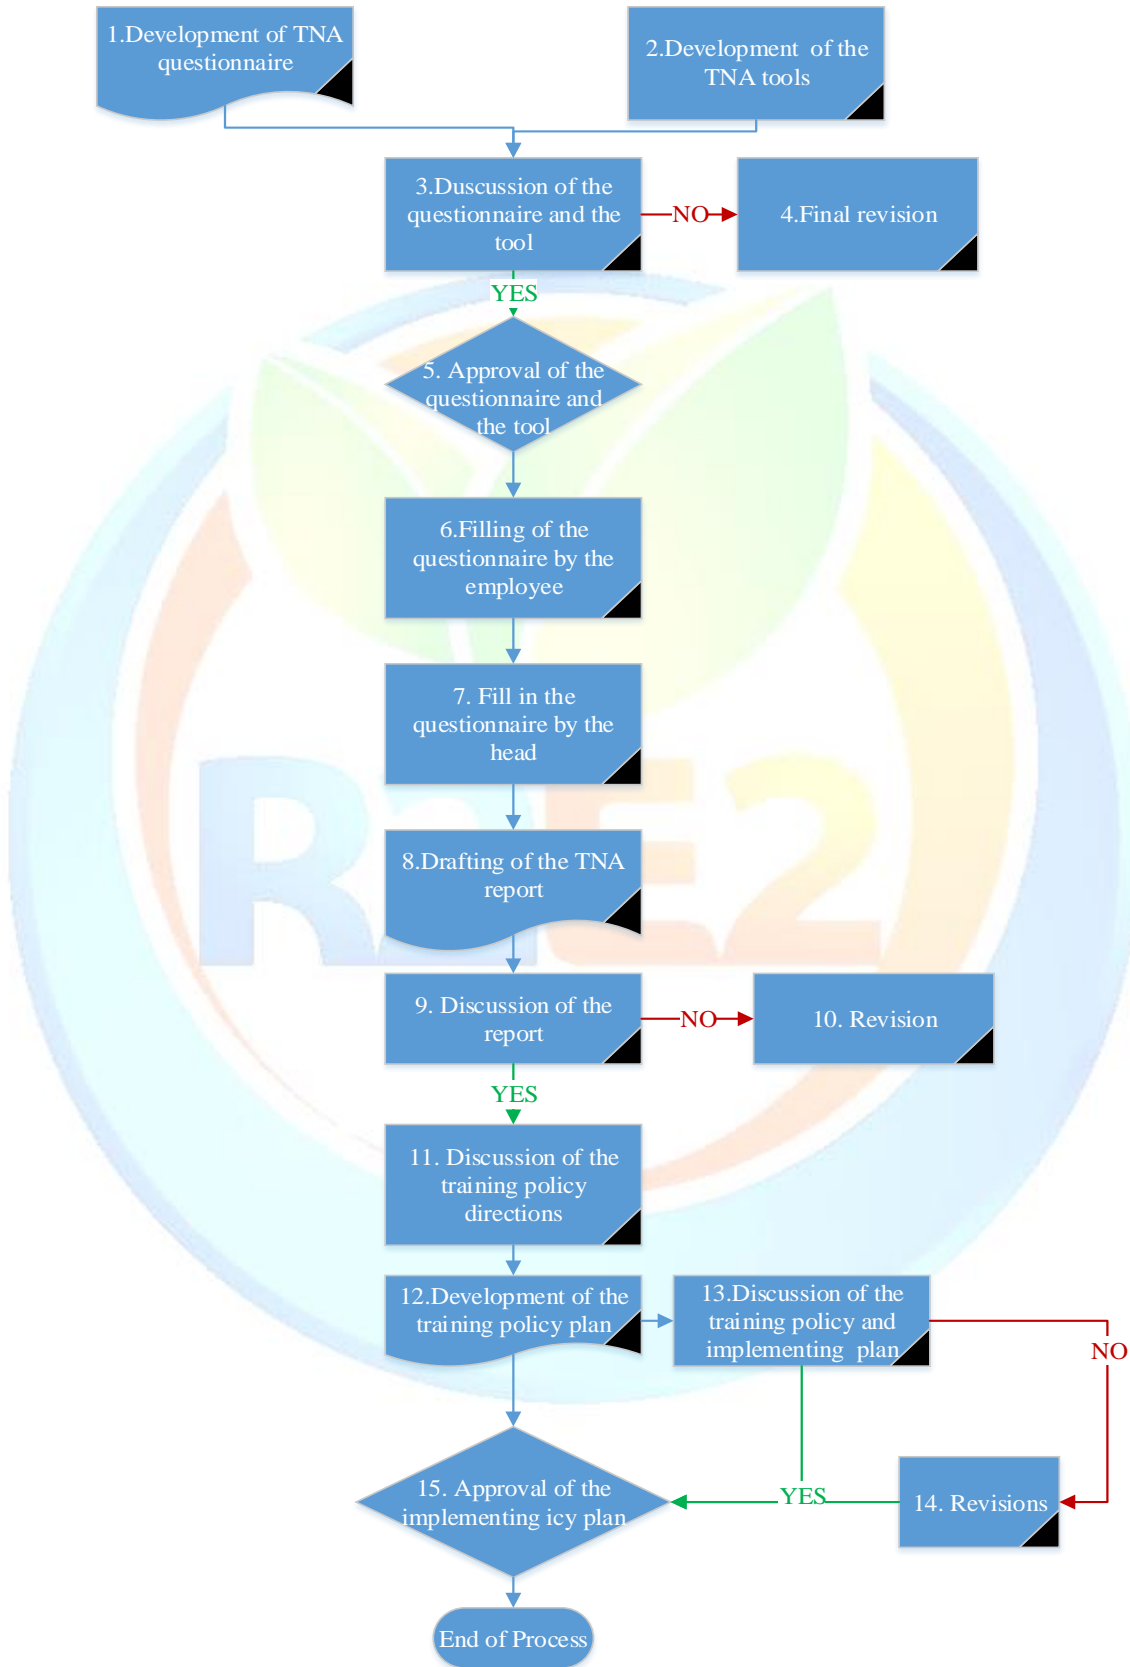 1.Development of TNA
questionnaire
2.Development of the
TNA tools
3.Duscussion of the
questionnaire and the
tool
NO
4.Final revision
YES
5. Approval of the
questionnaire and
the tool
6.Filling of the
questionnaire by the
employee
7. Fill in the
questionnaire by the
head
R2E2
8.Drafting of the TNA
report
9. Discussion of the
report
NO
10. Revision
YES
11. Discussion of the
training policy
directions
12.Development of the
training policy plan
13.Discussion of the
training policy and
implementing plan
NO
15. Approval of the
implementing icy plan
YES
14. Revisions
End of Process